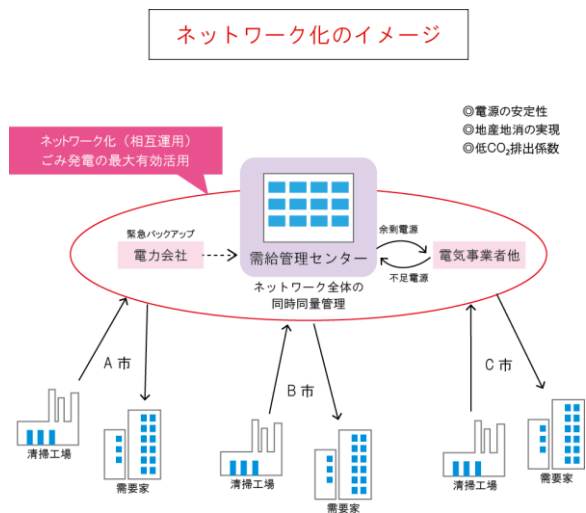 ネットワーク化のイメージ
◎電源の安定性
◎地産地消の実現
◎低CO₂排出係数
ネットワーク化（相互運用）
ごみ発電の最大有効活用
緊急バックアップ
電力会社
需給管理センター
余剰電源
電気事業者他
不足電源
ネットワーク全体の
同時同量管理
A市
B市
C市
清掃工場
需要家
清掃工場
需要家
清掃工場
需要家